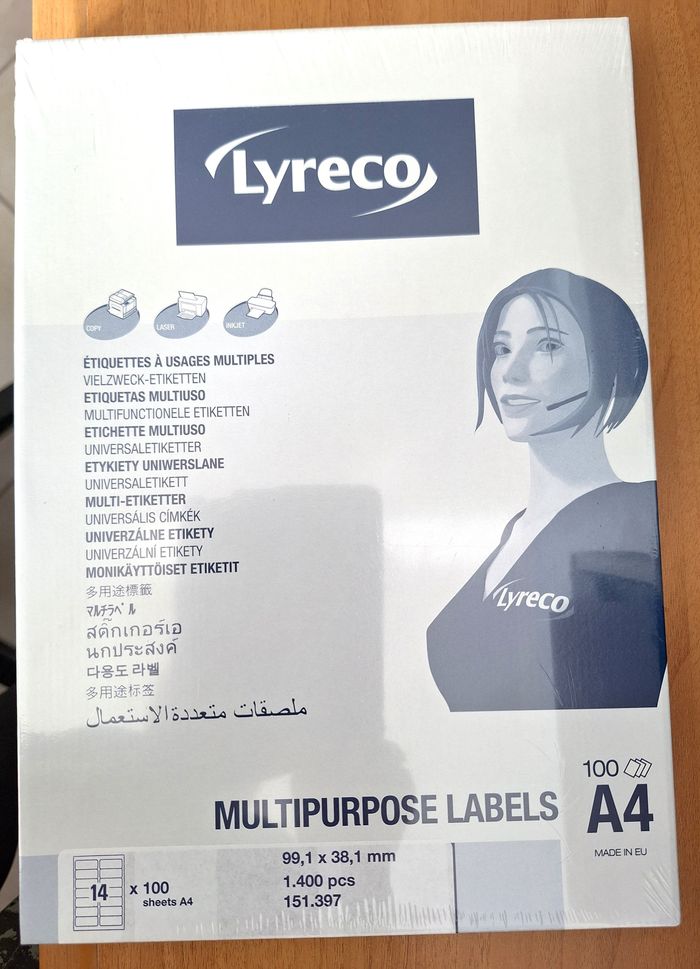 Lyreco
COPY
LASER
INKJET
ÉTIQUETTES À USAGES MULTIPLES
VIELZWECK-ETIKETTEN
ETIQUETAS MULTIUSO
MULTIFUNCTIONELE ETIKETTEN
ETICHETTE MULTIUSO
UNIVERSALETIKETTER
ETYKIETY UNIWERSLANE
UNIVERSALETIKETT
MULTI-ETIKETTER
UNIVERSÁLIS CÍMKÉK
UNIVERZÁLNE ETIKETY
UNIVERZÁLNÍ ETIKETY
MONIKÄYTTÖISET ETIKETIT
多用途標籤
マルチラベル
สติ๊กเกอร์เอ
นกประสงค์
다용도 라벨
多用途标签
ملصقات متعددة الاستعمال
Lyreco
100
MULTIPURPOSE LABELS A4
MADE IN EU
14 x 100
sheets A4
99,1 x 38,1 mm
1.400 pcs
151.397